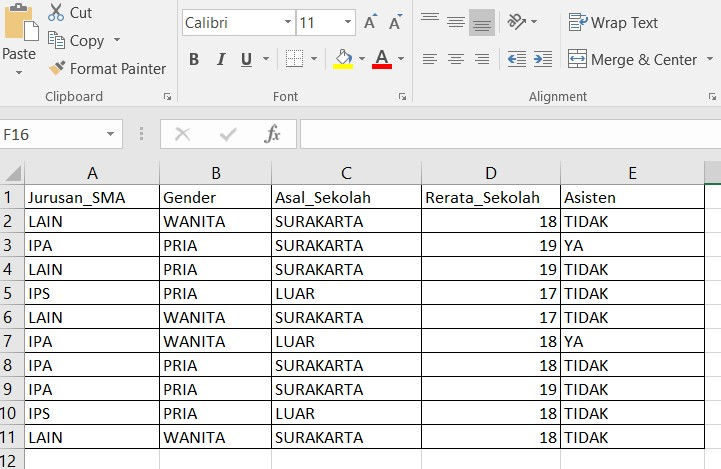 Cut
Copy
Paste
Format Painter
Clipboard
Calibri 11 A A
B I U A
Font
ab
Wrap Text
Merge & Center
Alignment
F16 fx
A B C D E
1 Jurusan_SMA Gender Asal_Sekolah Rerata_Sekolah Asisten
2 LAIN WANITA SURAKARTA 18 TIDAK
3 IPA PRIA SURAKARTA 19 YA
4 LAIN PRIA SURAKARTA 19 TIDAK
5 IPS PRIA LUAR 17 TIDAK
6 LAIN WANITA SURAKARTA 17 TIDAK
7 IPA WANITA LUAR 18 YA
8 IPA PRIA SURAKARTA 18 TIDAK
9 IPA PRIA SURAKARTA 19 TIDAK
10 IPS PRIA LUAR 18 TIDAK
11 LAIN WANITA SURAKARTA 18 TIDAK
12